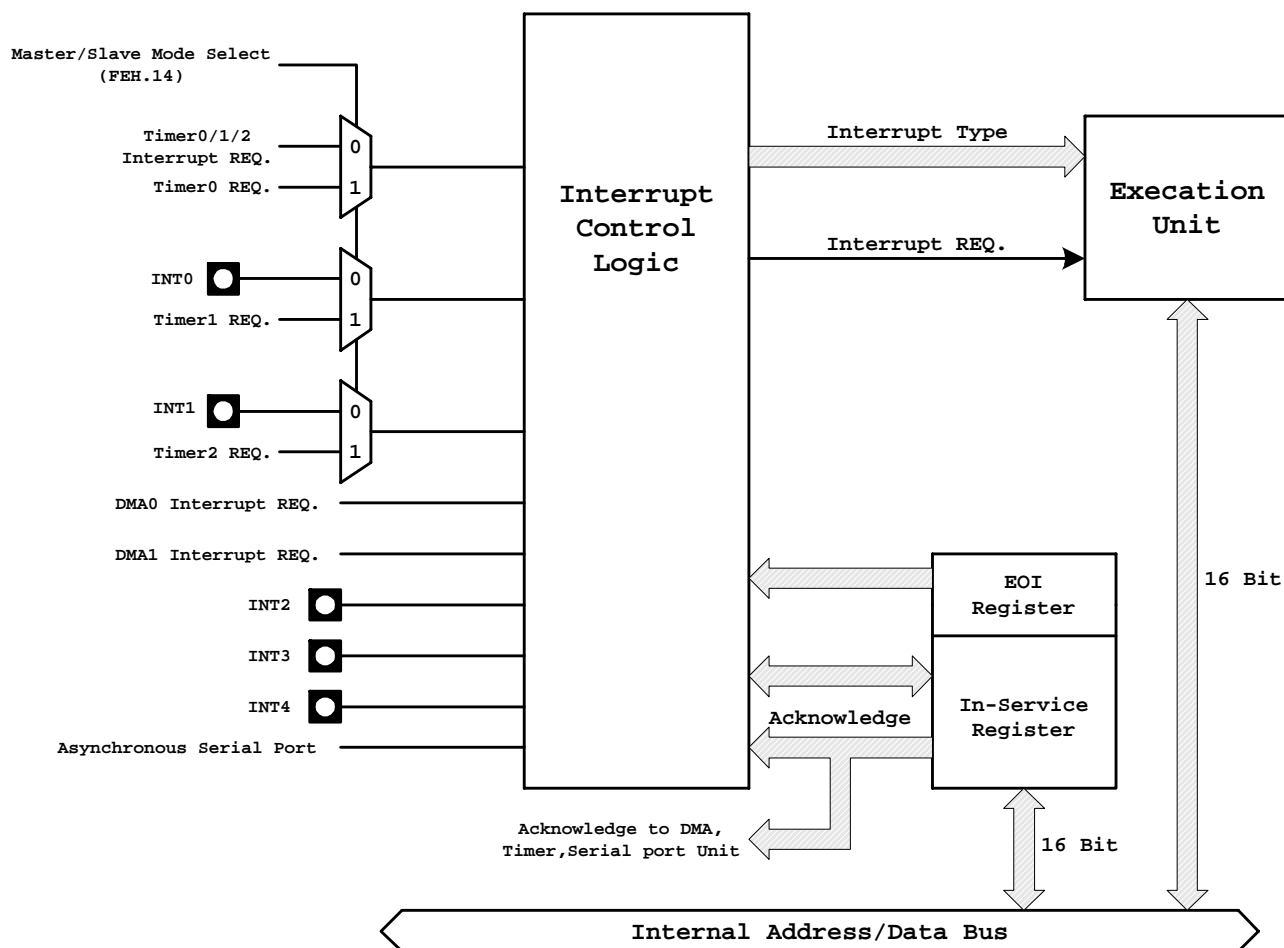 Master/Slave Mode Select
(FEH.14)
Timer0/1/2
Interrupt REQ.
Timer0 REQ.
0
1
INT0
Timer1 REQ.
0
1
INT1
Timer2 REQ.
0
1
DMA0 Interrupt REQ.
DMA1 Interrupt REQ.
INT2
INT3
INT4
Asynchronous Serial Port
Interrupt
Control
Logic
Interrupt Type
Interrupt REQ.
Execation
Unit
16 Bit
EOI
Register
In-Service
Register
Acknowledge
Acknowledge to DMA,
Timer,Serial port Unit
16 Bit
Internal Address/Data Bus